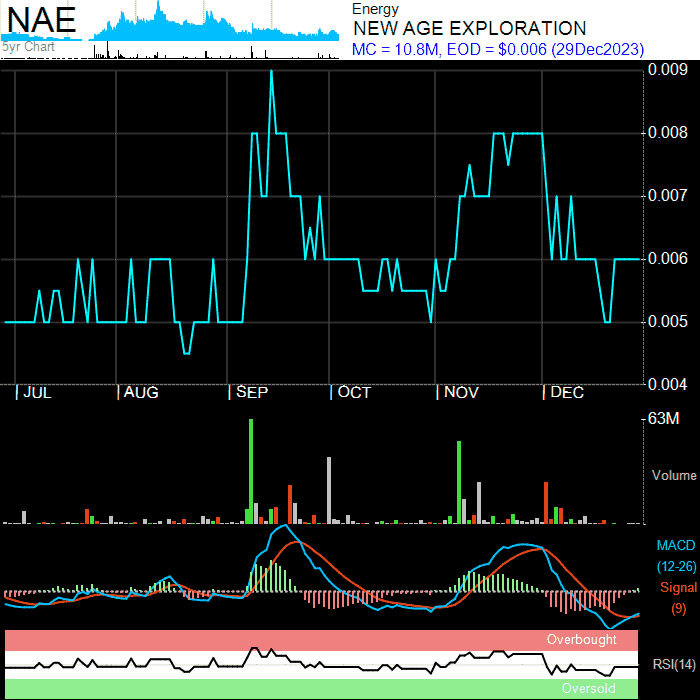 NAE
5yr Chart
Energy
NEW AGE EXPLORATION
MC = 10.8M, EOD = $0.006 (29Dec2023)
0.009
0.008
0.007
0.006
0.005
0.004
JUL AUG SEP OCT NOV DEC
63M
Volume
MACD
(12-26)
Signal
(9)
Overbought
RSI(14)
Oversold